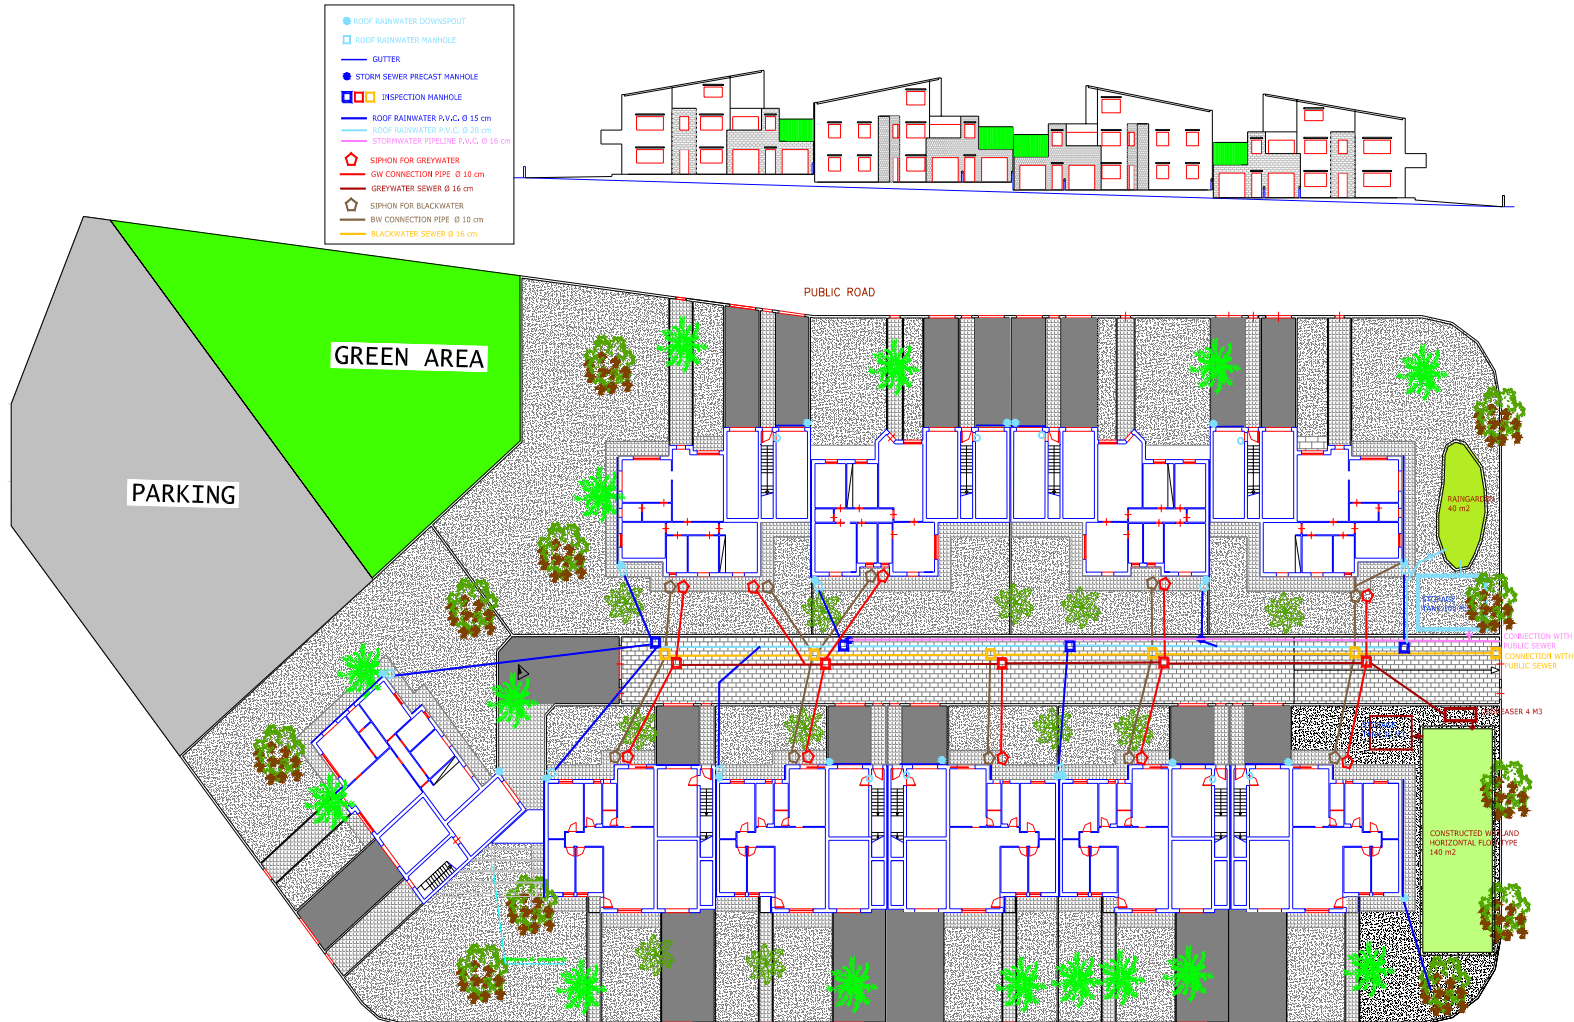 ROOF RAINWATER DOWNSPOUT
ROOF RAINWATER MANHOLE
GUTTER
STORM SEWER PRECAST MANHOLE
INSPECTION MANHOLE
ROOF RAINWATER P.V.C. Ø 15 cm
ROOF RAINWATER P.V.C. Ø 20 cm
STORMWATER PIPELINE P.V.C. Ø 16 cm
SIPHON FOR GREYWATER
GW CONNECTION PIPE Ø 10 cm
GREYWATER SEWER Ø 16 cm
SIPHON FOR BLACKWATER
BW CONNECTION PIPE Ø 10 cm
BLACKWATER SEWER Ø 16 cm
PUBLIC ROAD
GREEN AREA
PARKING
RAINGARDEN
40 m2
STORAGE
CONNECTION WITH
PUBLIC SEWER
CONNECTION WITH
PUBLIC SEWER
4 M3
CONSTRUCTED WETLAND
HORIZONTAL FLOW TYPE
140 m2